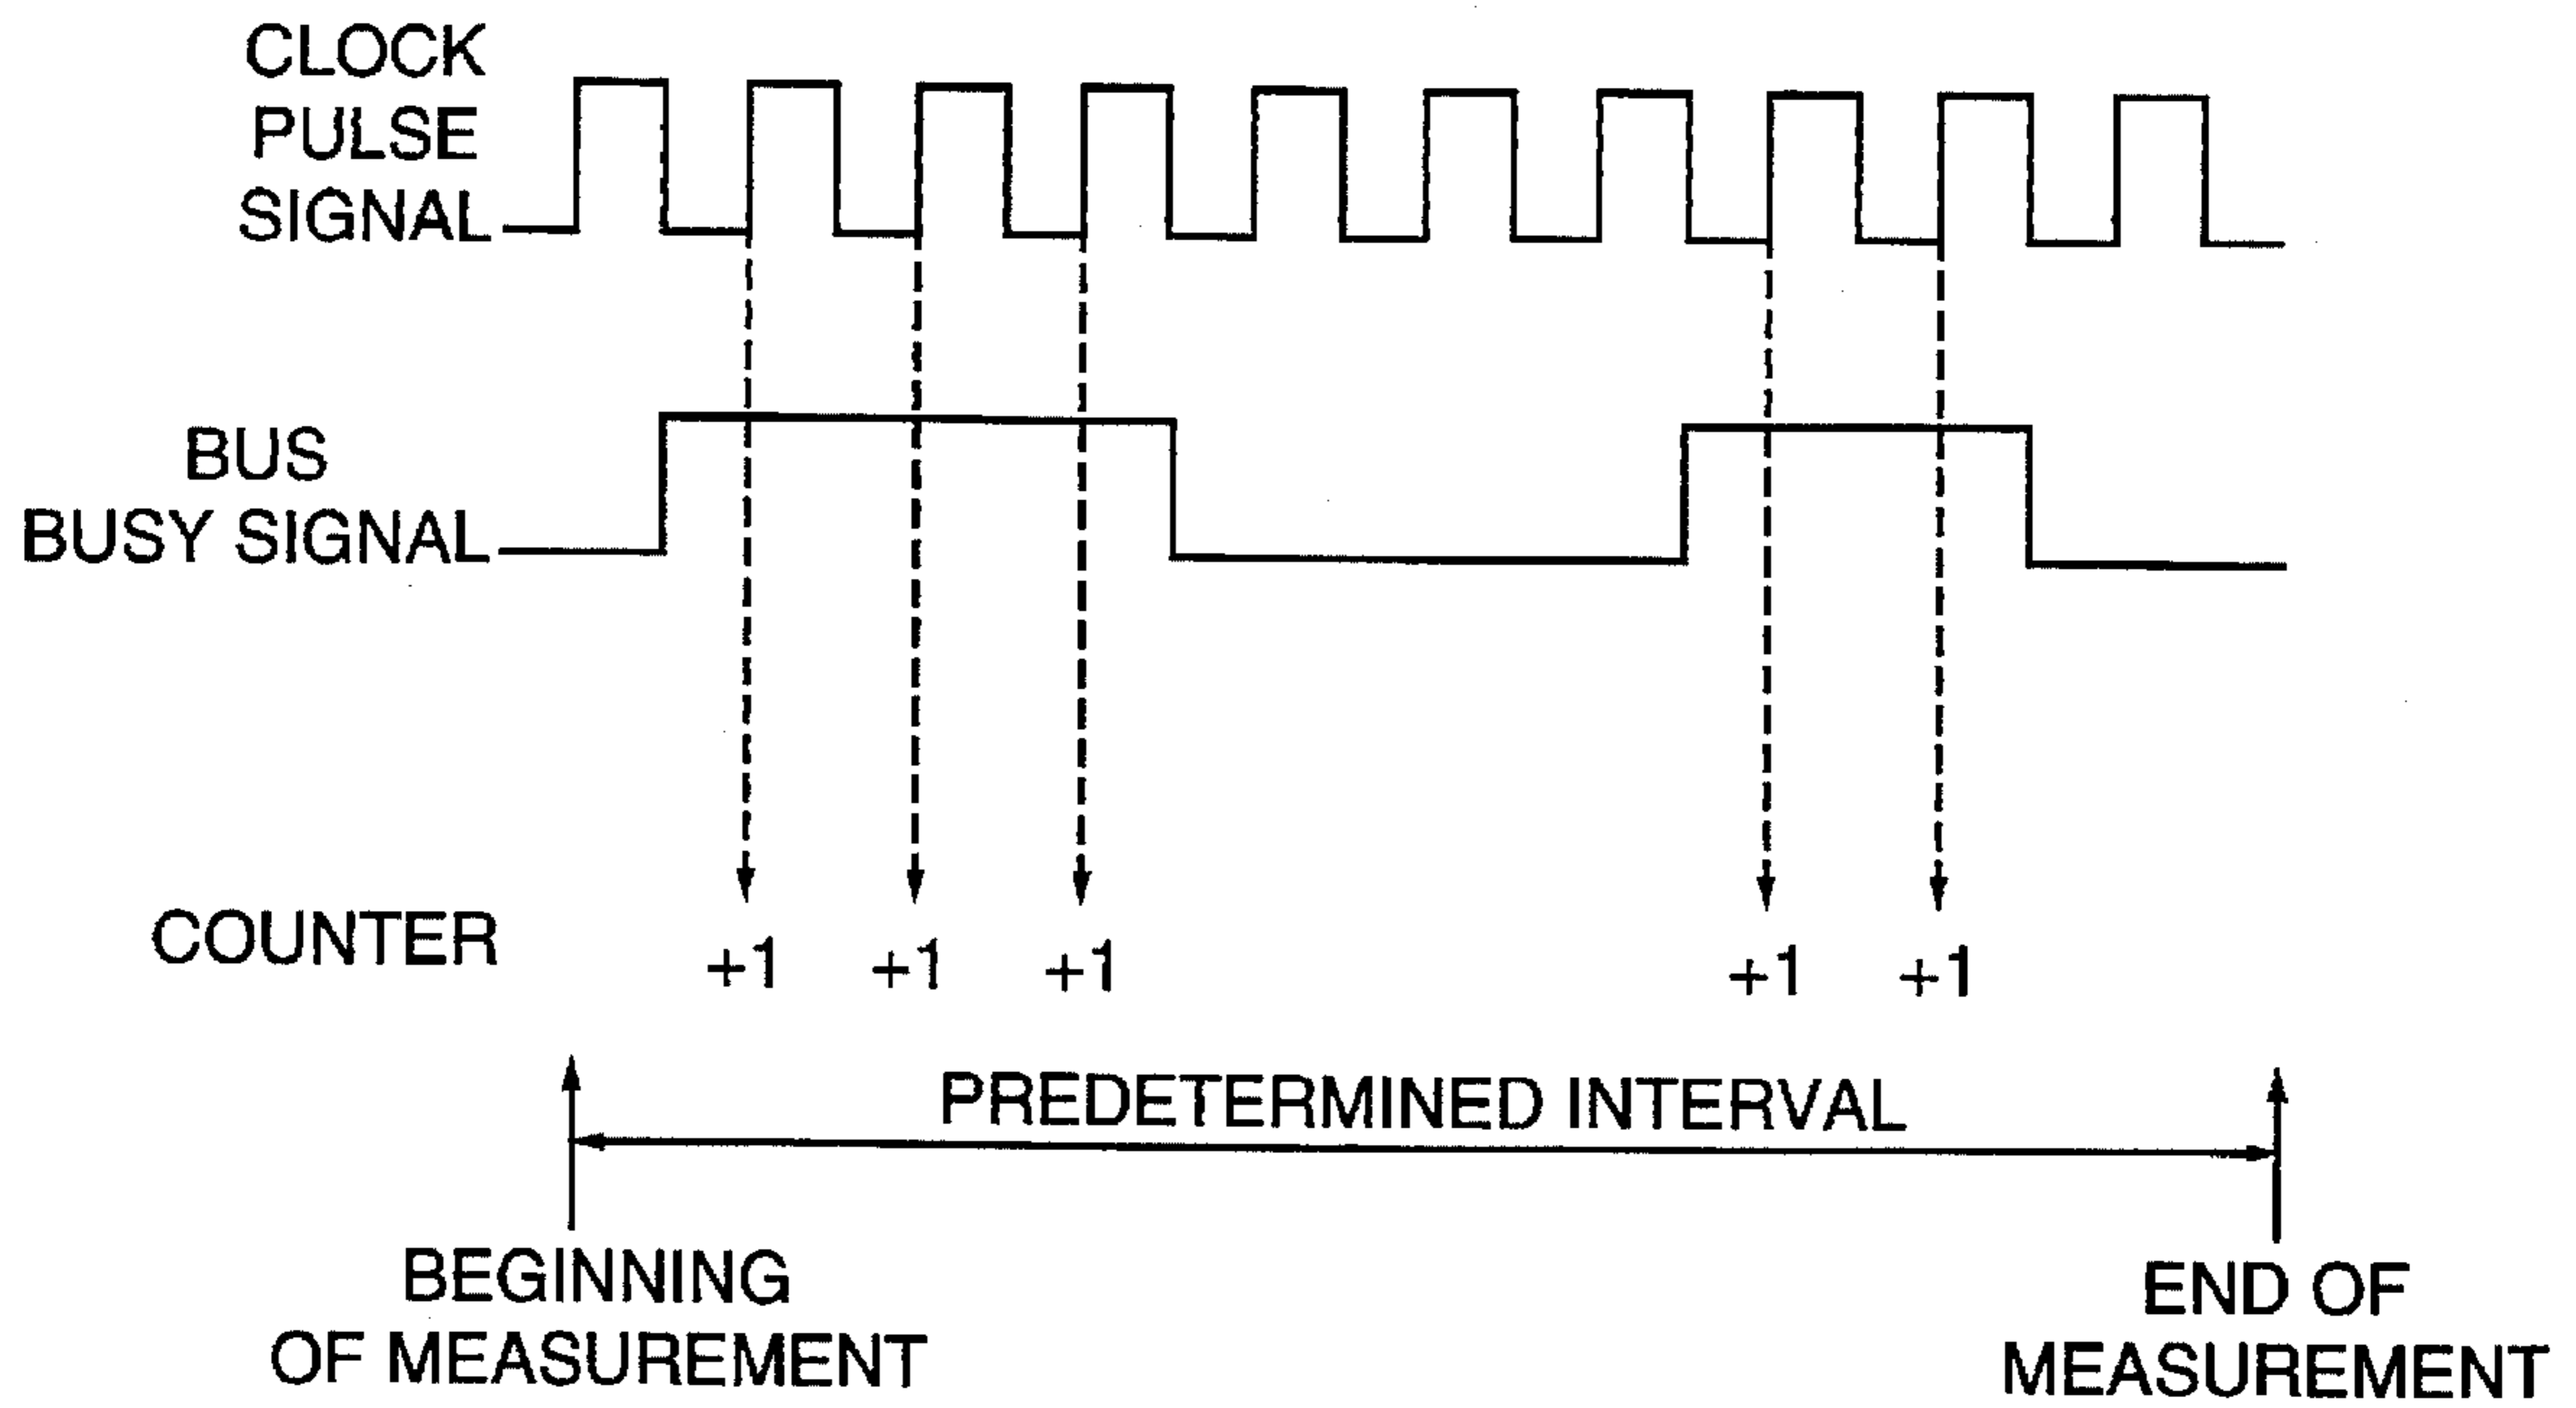 CLOCK
PULSE
SIGNAL
BUS
BUSY SIGNAL
COUNTER
+1 +1 +1 +1 +1
PREDETERMINED INTERVAL
BEGINNING
OF MEASUREMENT
END OF
MEASUREMENT